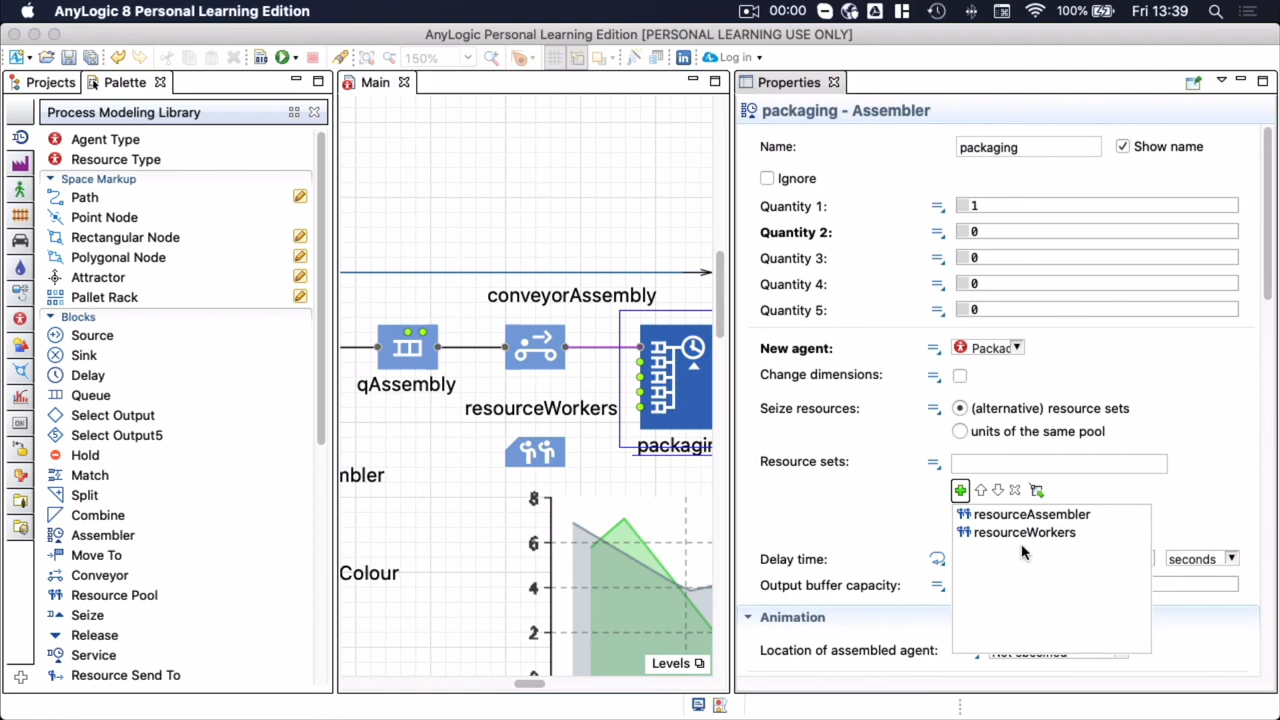 AnyLogic 8 Personal Learning Edition
00:00
100%
Fri 13:39
AnyLogic Personal Learning Edition [PERSONAL LEARNING USE ONLY]
150%
Log in
Projects
Palette
Main
Properties
Process Modeling Library
Agent Type
Resource Type
Space Markup
Path
Point Node
Rectangular Node
Polygonal Node
Attractor
Pallet Rack
Blocks
Source
Sink
Delay
Queue
Select Output
Select Output5
Hold
Match
Split
Combine
Assembler
Move To
Conveyor
Resource Pool
Seize
Release
Service
Resource Send To
conveyorAssembly
qAssembly
resourceWorkers
packagin
mbler
Colour
8
6
4
2
Levels
packaging - Assembler
Name:
packaging
Show name
Ignore
Quantity 1:
1
Quantity 2:
0
Quantity 3:
0
Quantity 4:
0
Quantity 5:
0
New agent:
Packac
Change dimensions:
Seize resources:
(alternative) resource sets
units of the same pool
Resource sets:
resourceAssembler
resourceWorkers
Delay time:
seconds
Output buffer capacity:
Animation
Location of assembled agent: